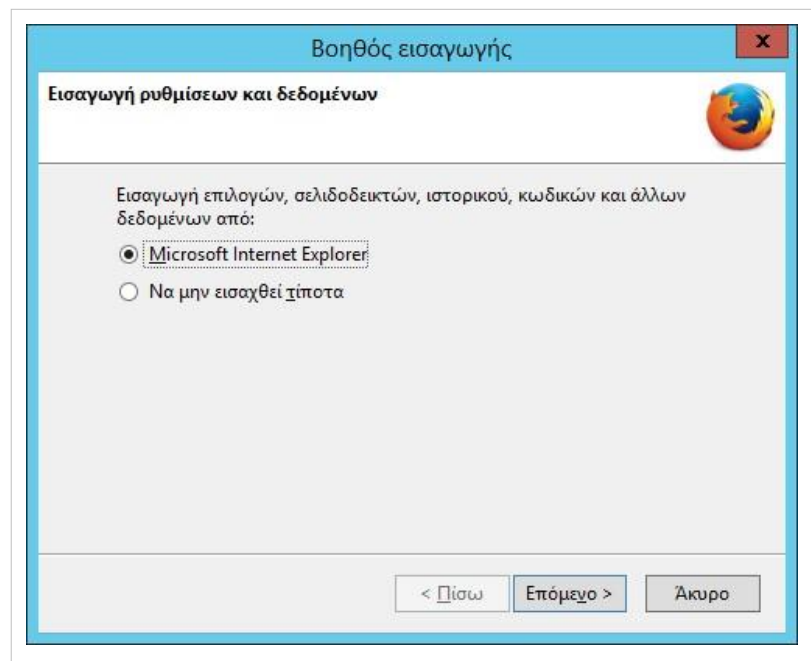 Βοηθός εισαγωγής
x
Εισαγωγή ρυθμίσεων και δεδομένων
Εισαγωγή επιλογών, σελιδοδεικτών, ιστορικού, κωδικών και άλλων
δεδομένων από:
Microsoft Internet Explorer
Να μην εισαχθεί τίποτα
< Πίσω Επόμενο > Άκυρο